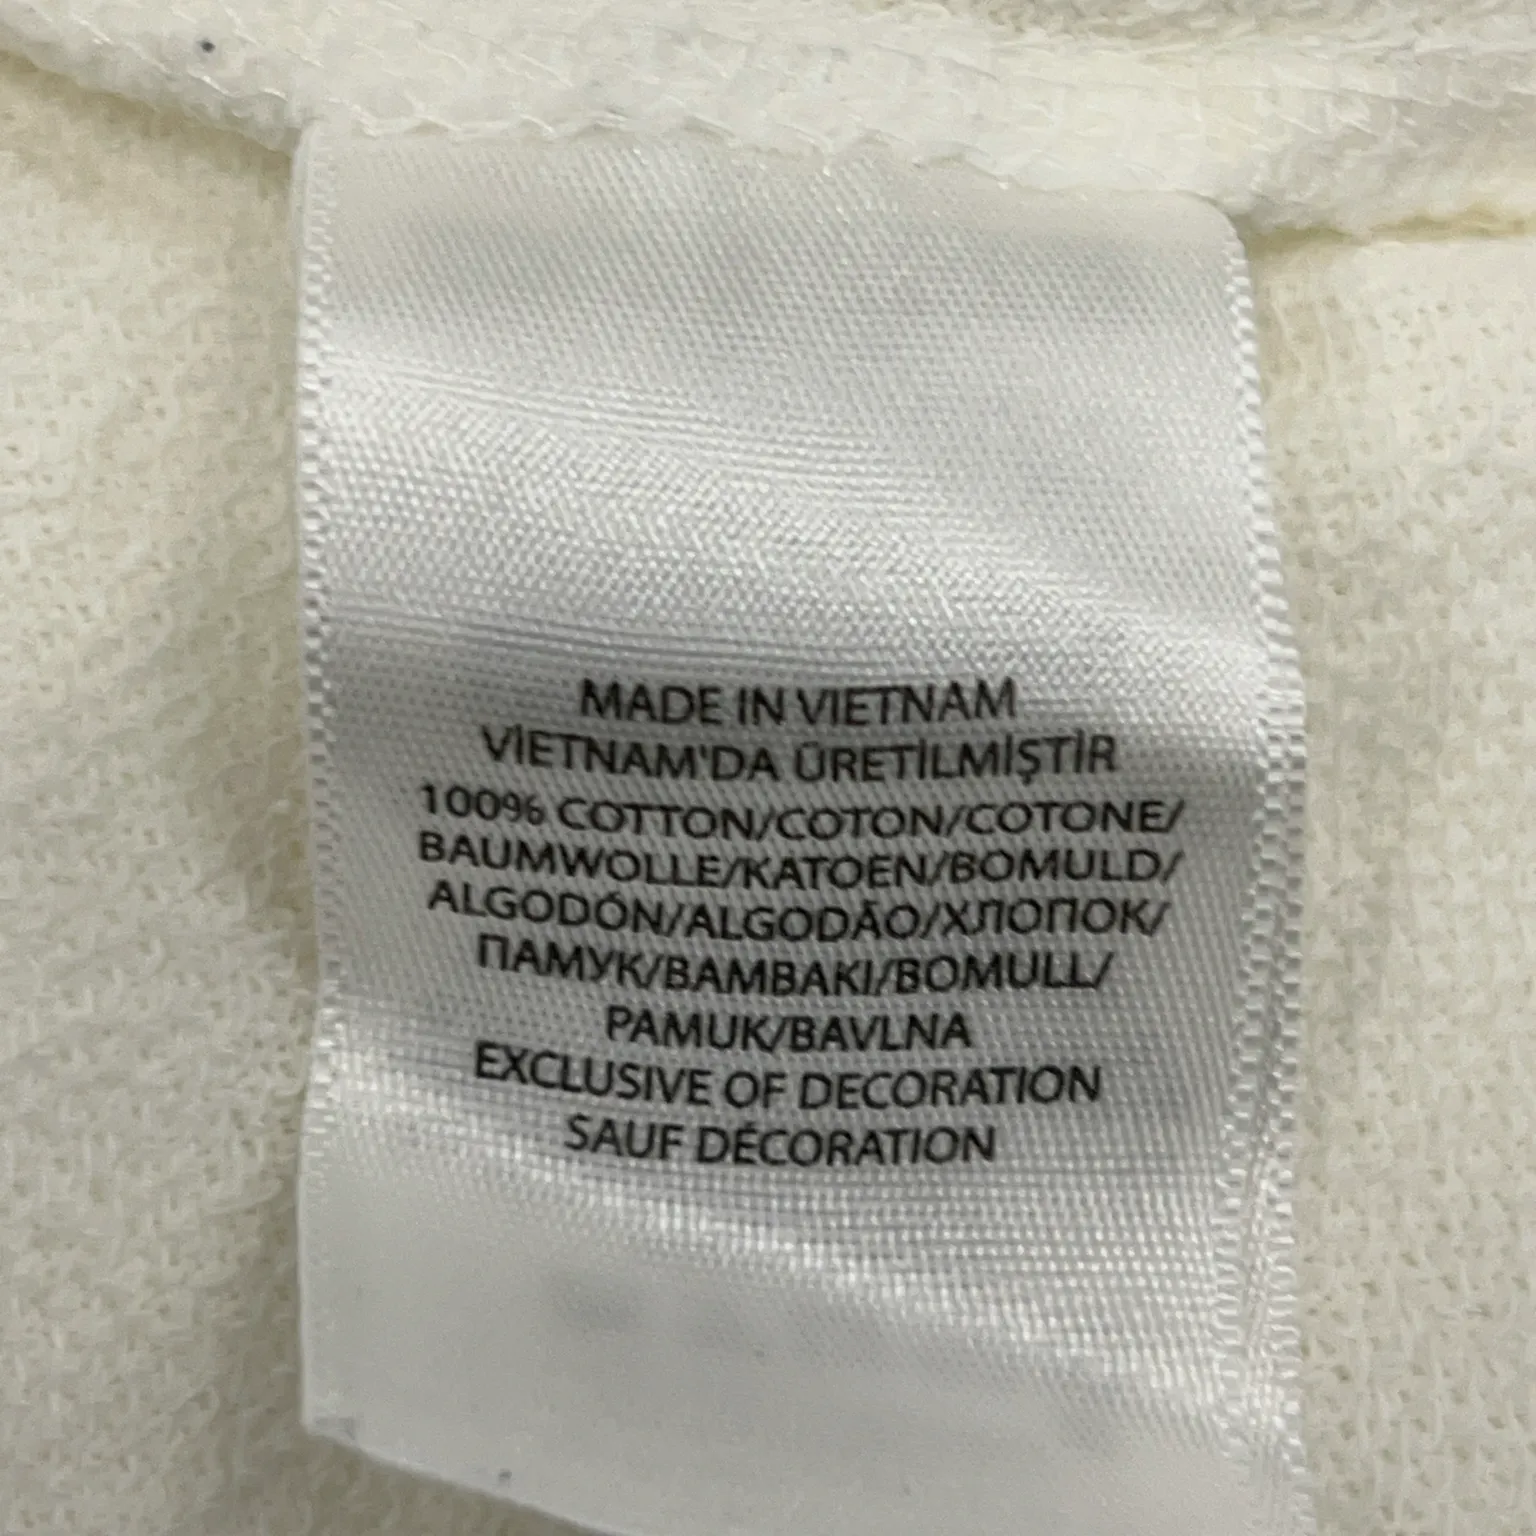 MADE IN VIETNAM
VİETNAM'DA ÜRETİLMİŞTİR
100% COTTON/COTON/COTONE/
BAUMWOLLE/KATOEN/BOMULD/
ALGODÓN/ALGODÃO/ХЛОПОК/
ПАМУК/ΒΑΜΒΑΚΙ/BOMULL/
PAMUK/BAVLNA
EXCLUSIVE OF DECORATION
SAUF DÉCORATION